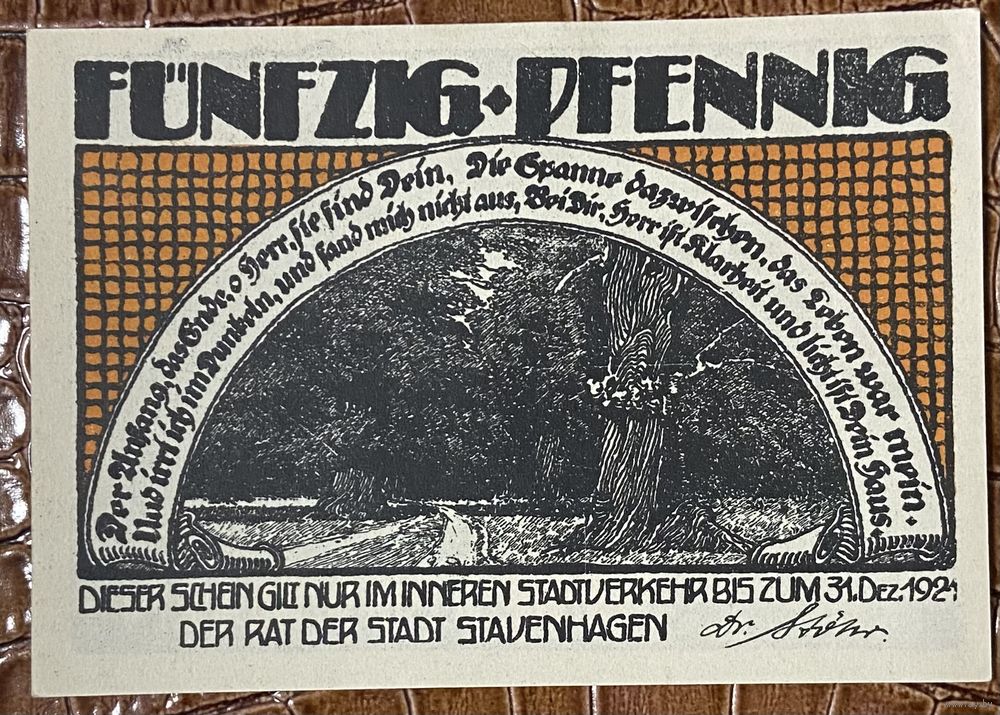 FÜNFZIG PFENNIG
Der Anfang, das Ende, o Herr, sie sind Dein, Die Spanne dazwischen, das Leben war mein.
Und irrt ich im Dunkeln, und fand mich nicht aus, Bei Dir, Herr ist Klarheit und licht ist Dein Haus.
DIESER SCHEIN GILT NUR IM INNEREN STADTVERKEHR BIS ZUM 31. DEZ. 1921
DER RAT DER STADT STAVENHAGEN Dr.